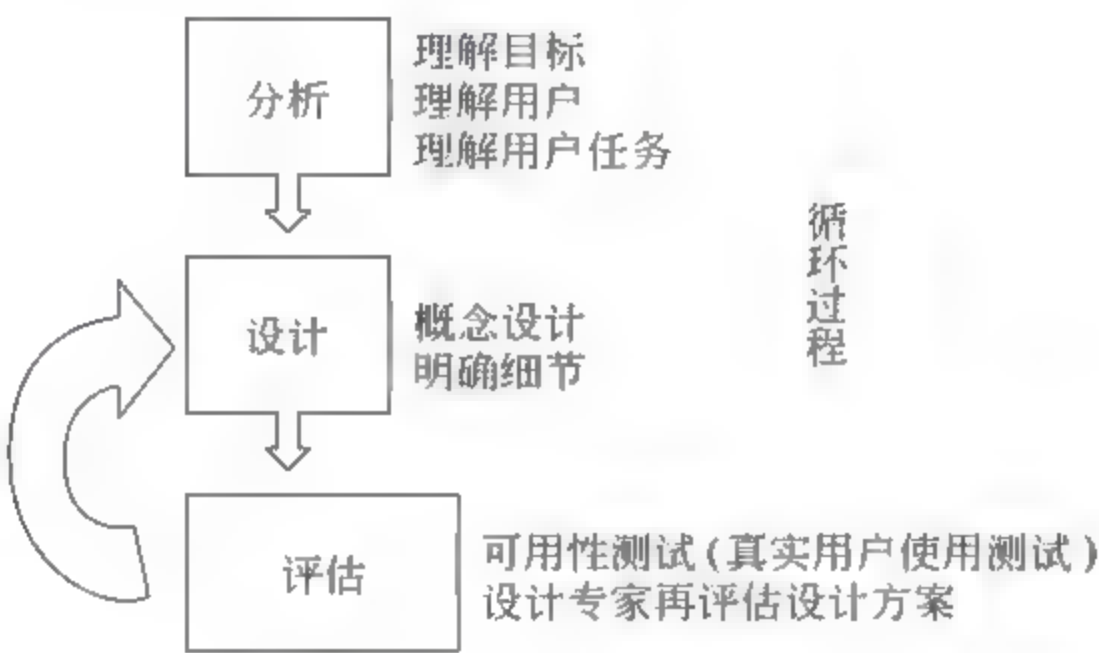 分析
理解目标
理解用户
理解用户任务
循环过程
设计
概念设计
明确细节
评估
可用性测试(真实用户使用测试)
设计专家再评估设计方案